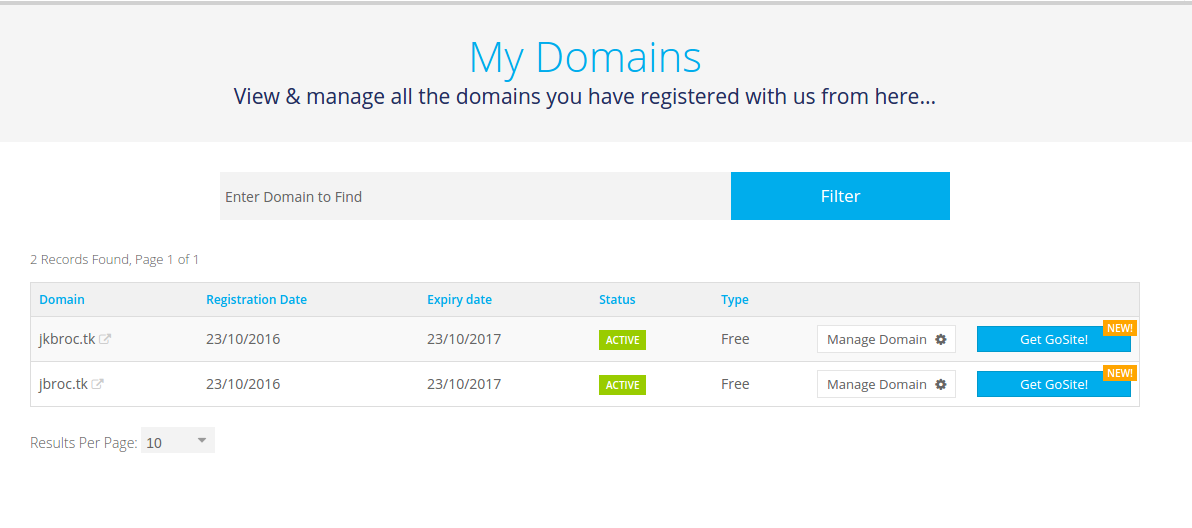 My Domains
View & manage all the domains you have registered with us from here...
Enter Domain to Find Filter
2 Records Found, Page 1 of 1
Domain Registration Date Expiry date Status Type
jkbroc.tk 23/10/2016 23/10/2017 ACTIVE Free Manage Domain Get GoSite! NEW!
jbroc.tk 23/10/2016 23/10/2017 ACTIVE Free Manage Domain Get GoSite! NEW!
Results Per Page: 10